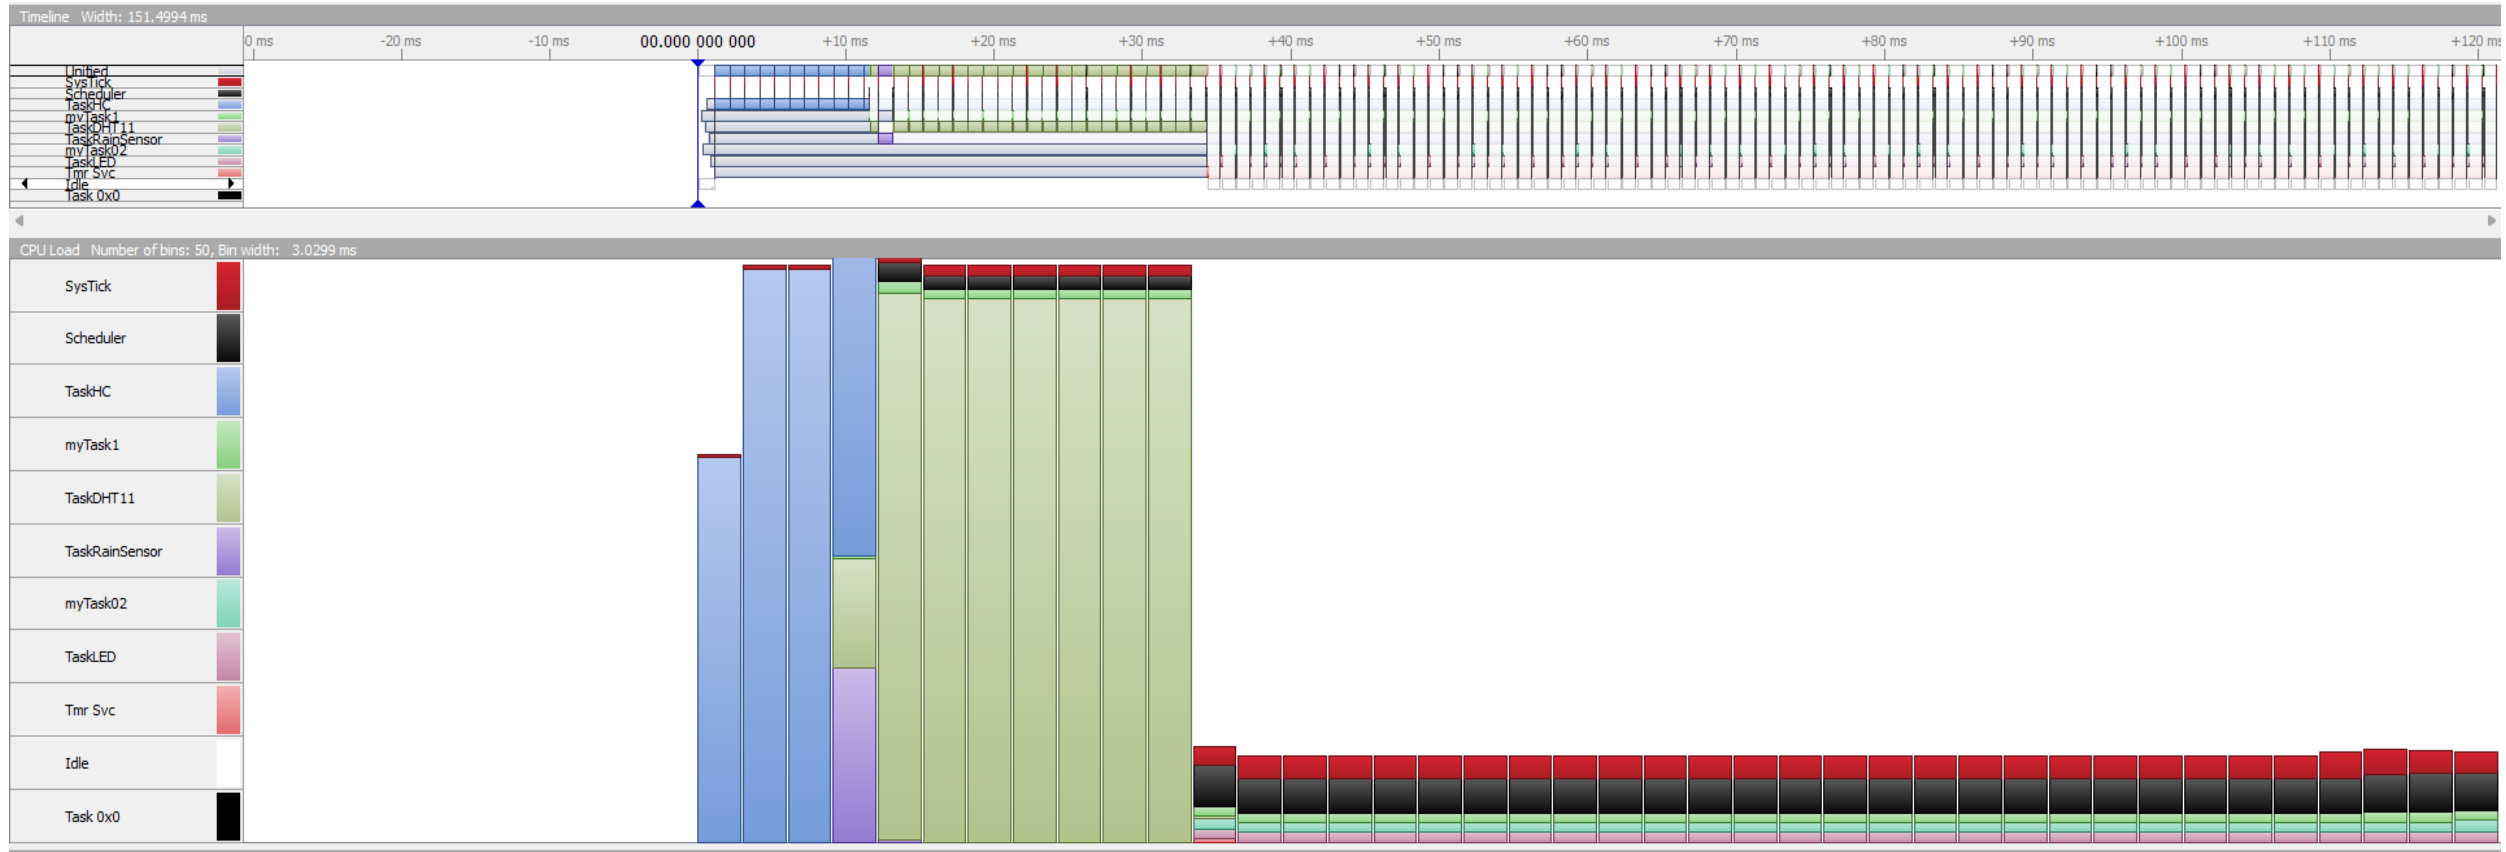 Timeline Width: 151.4994 ms
0 ms -20 ms -10 ms 00.000 000 000 +10 ms +20 ms +30 ms +40 ms +50 ms +60 ms +70 ms +80 ms +90 ms +100 ms +110 ms +120 ms
Unified
SysTick
Scheduler
TaskHC
myTask1
TaskDHT11
TaskRainSensor
myTask02
TaskLED
Tmr Svc
Idle
Task 0x0
CPU Load Number of bins: 50, Bin width: 3.0299 ms
SysTick
Scheduler
TaskHC
myTask1
TaskDHT11
TaskRainSensor
myTask02
TaskLED
Tmr Svc
Idle
Task 0x0